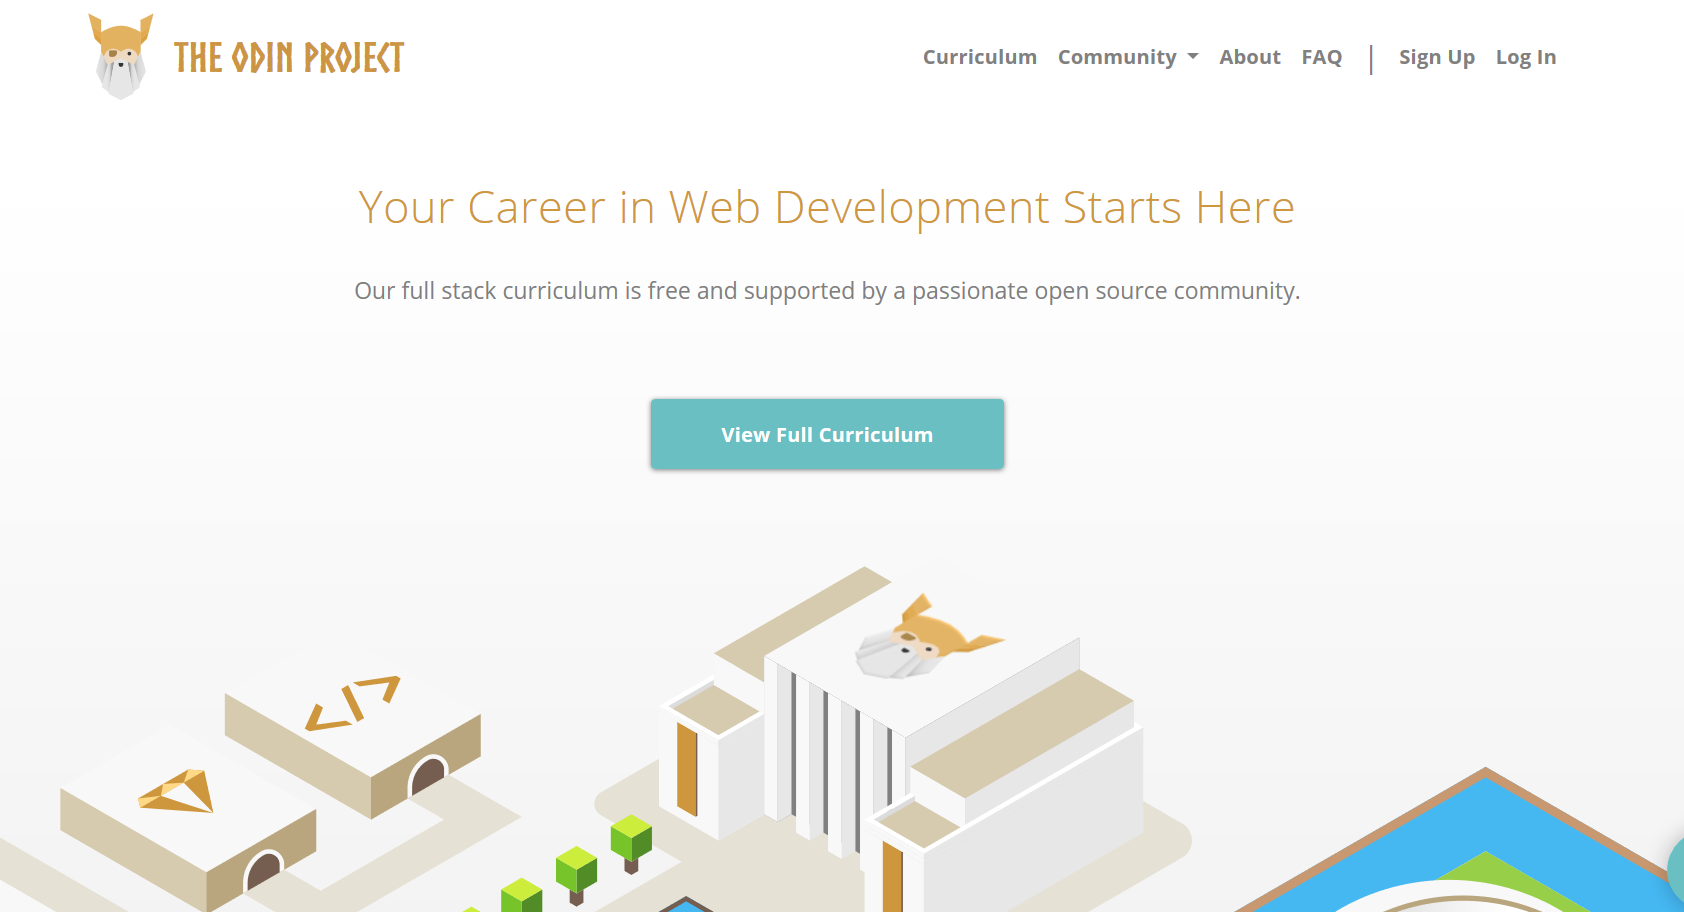 THE ODIN PROJECT
Curriculum Community About FAQ | Sign Up Log In
Your Career in Web Development Starts Here
Our full stack curriculum is free and supported by a passionate open source community.
View Full Curriculum
</>